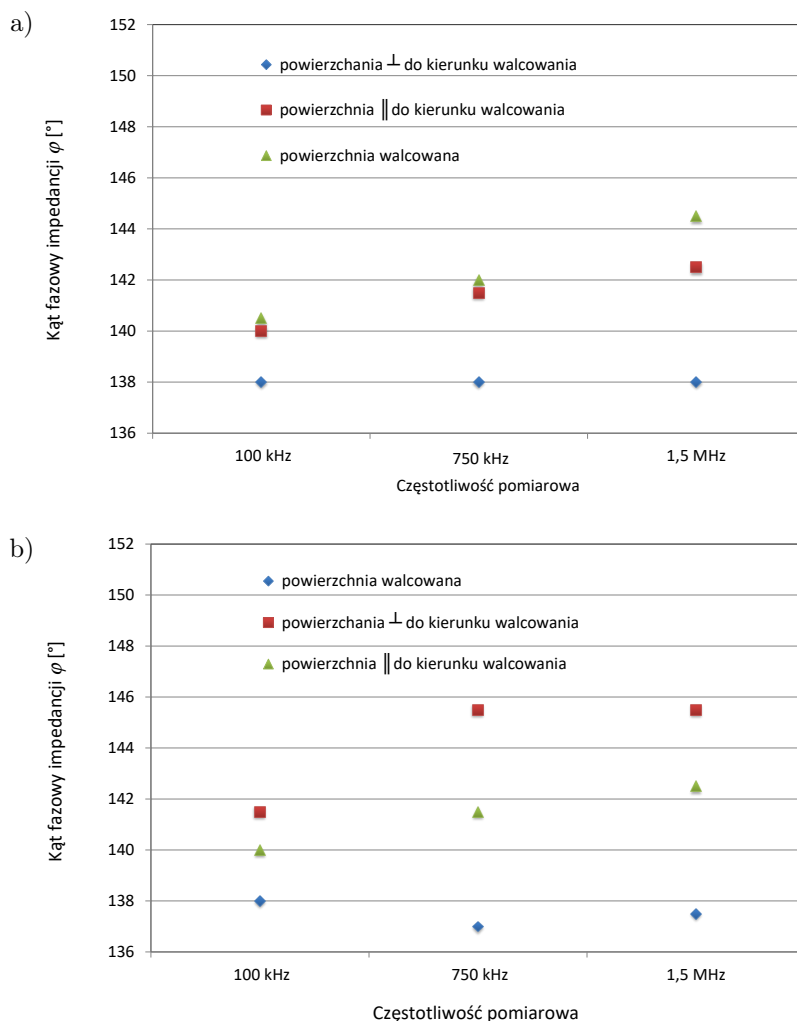 a)
152
150
148
146
144
142
140
138
136
Kąt fazowy impedancji φ [°]
powierzchania ⊥ do kierunku walcowania
powierzchnia ‖ do kierunku walcowania
powierzchnia walcowana
100 kHz 750 kHz 1,5 MHz
Częstotliwość pomiarowa
b)
152
150
148
146
144
142
140
138
136
Kąt fazowy impedancji φ [°]
powierzchnia walcowana
powierzchania ⊥ do kierunku walcowania
powierzchnia ‖ do kierunku walcowania
100 kHz 750 kHz 1,5 MHz
Częstotliwość pomiarowa